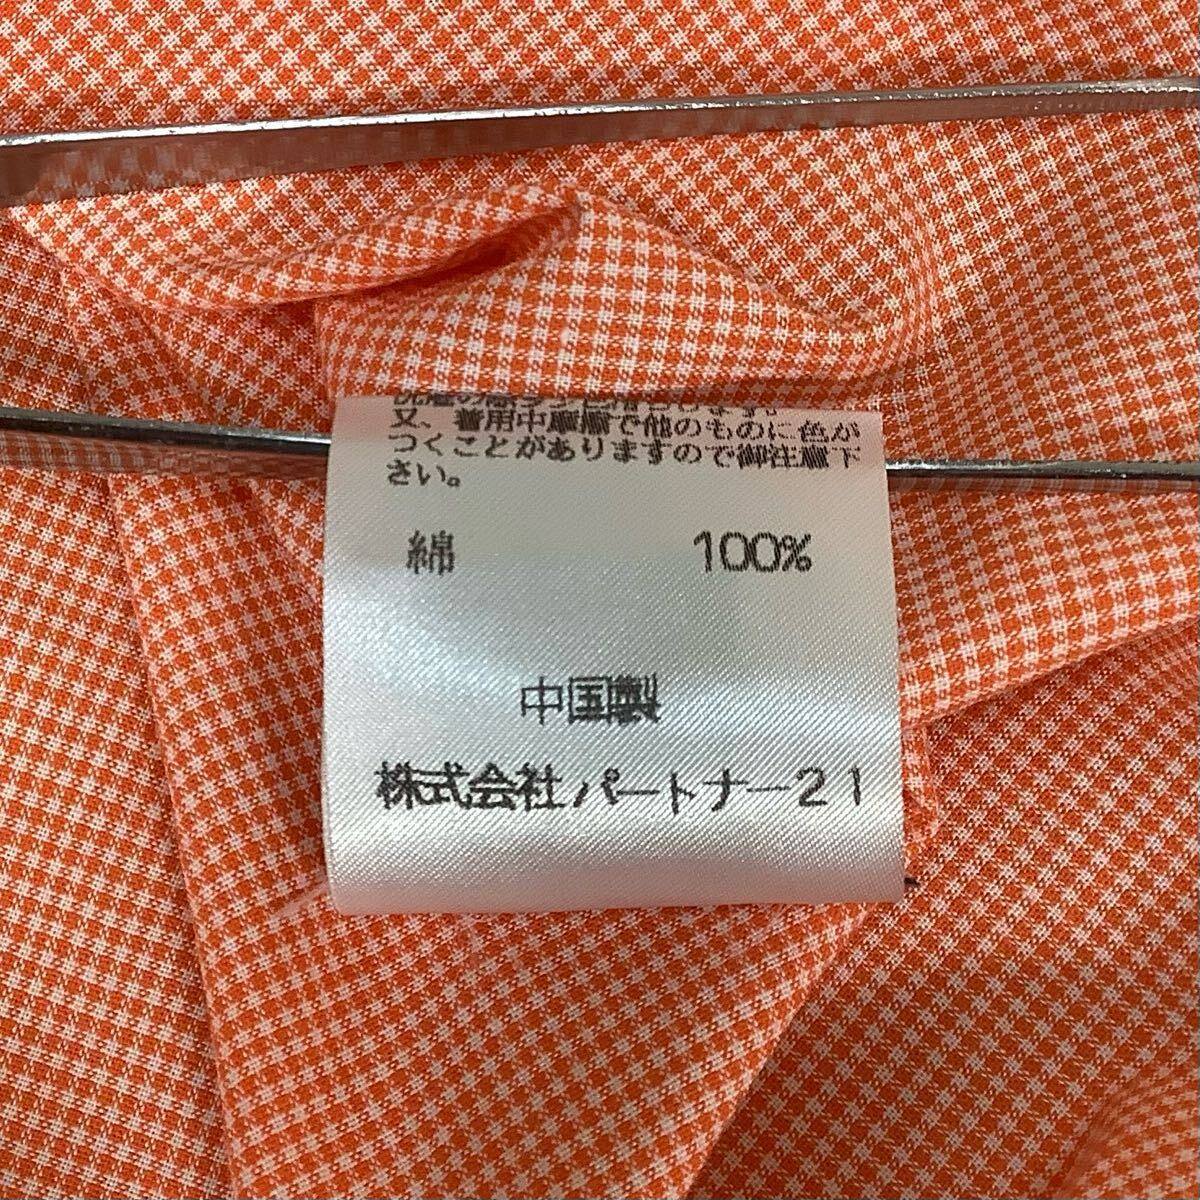 又、着用中摩擦で他のものに色が
つくことがありますので御注意下
さい。
綿 100%
中国製
株式会社パートナー21